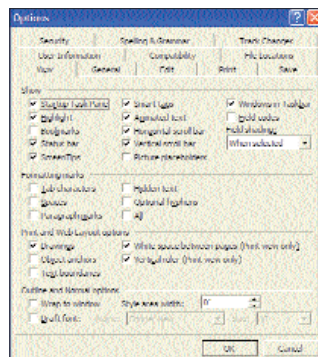 Options
Security Spelling & Grammar Track Changes
User Information Compatibility File Locations
View General Edit Print Save
Show
Startup Task Pane Smart tags Windows in Taskbar
Highlight Animated text Field codes
Bookmarks Horizontal scroll bar Field shading:
Status bar Vertical scroll bar When selected
ScreenTips Picture placeholders
Formatting marks
Tab characters Hidden text
Spaces Optional hyphens
Paragraph marks All
Print and Web Layout options
Drawings White space between pages (Print view only)
Object anchors Vertical ruler (Print view only)
Text boundaries
Outline and Normal options
Wrap to window Style area width: 0"
Draft font: Name:
OK Cancel